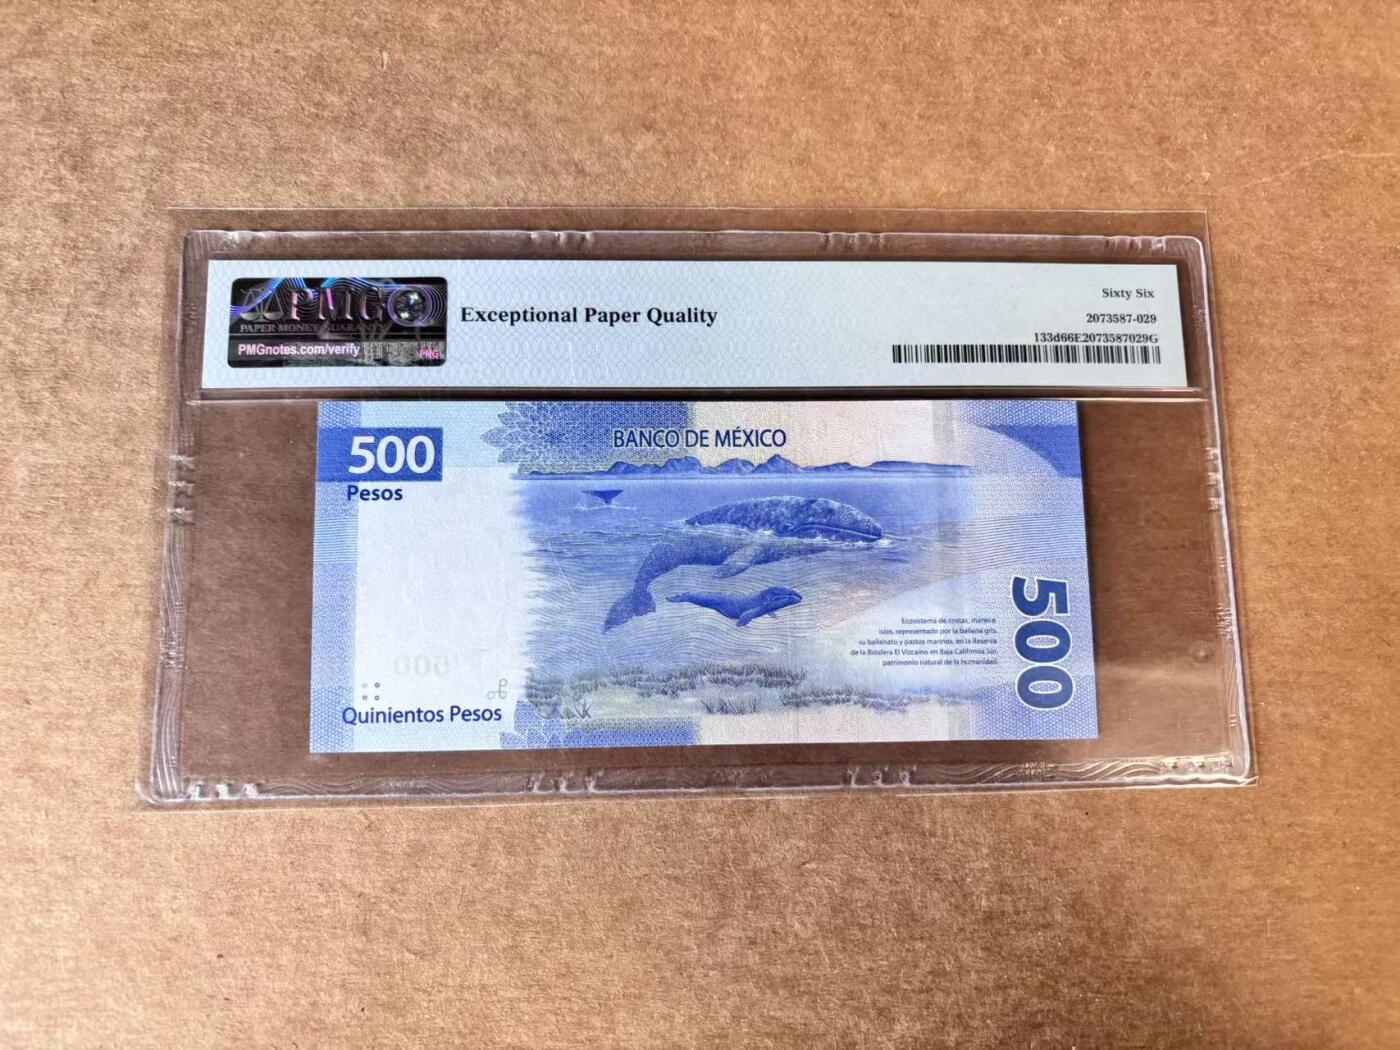 PMG
PAPER MONEY GUARANTY
PMGnotes.com/verify
PMG
Exceptional Paper Quality
Sixty Six
2073587-029
133d66E2073587029G
500
Pesos
BANCO DE MÉXICO
Ecosistema de costas, mares e
islas, representado por la ballena gris,
su ballenato y pastos marinos, en la Reserva
de la Biósfera El Vizcaíno en Baja California Sur,
patrimonio natural de la humanidad.
500
Quinientos Pesos